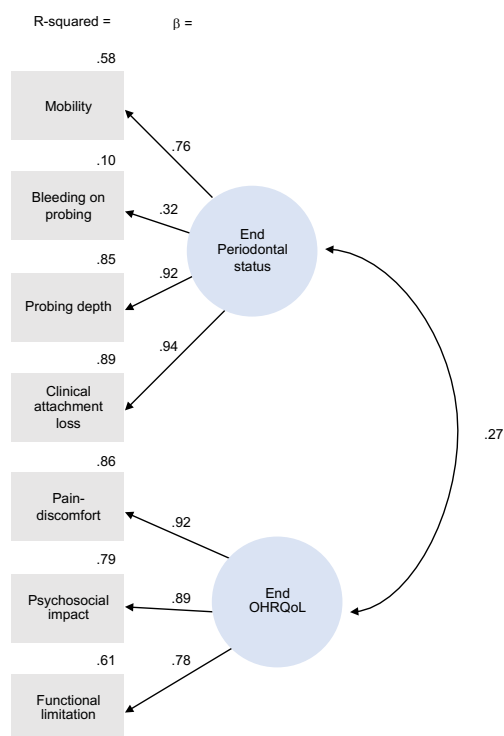 R-squared = β =
.58
Mobility
.76
.10
Bleeding on
probing
.32
End
Periodontal
status
.85
Probing depth
.92
.89
Clinical
attachment
loss
.94
.27
.86
Pain-
discomfort
.92
.79
Psychosocial
impact
.89
End
OHRQoL
.61
Functional
limitation
.78